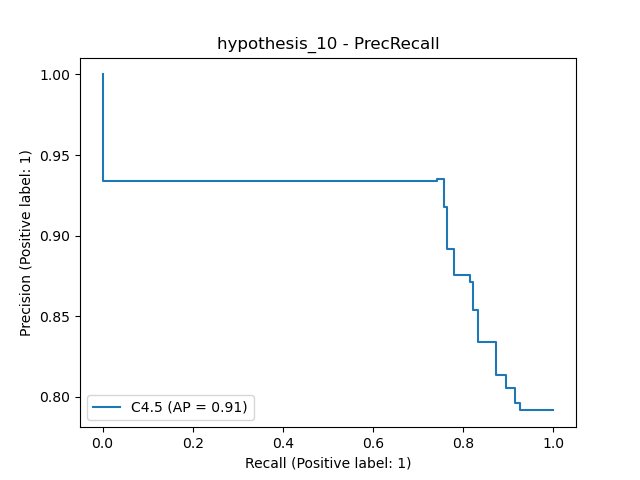 hypothesis_10 - PrecRecall
Precision (Positive label: 1)
1.00
0.95
0.90
0.85
0.80
C4.5 (AP = 0.91)
0.0 0.2 0.4 0.6 0.8 1.0
Recall (Positive label: 1)